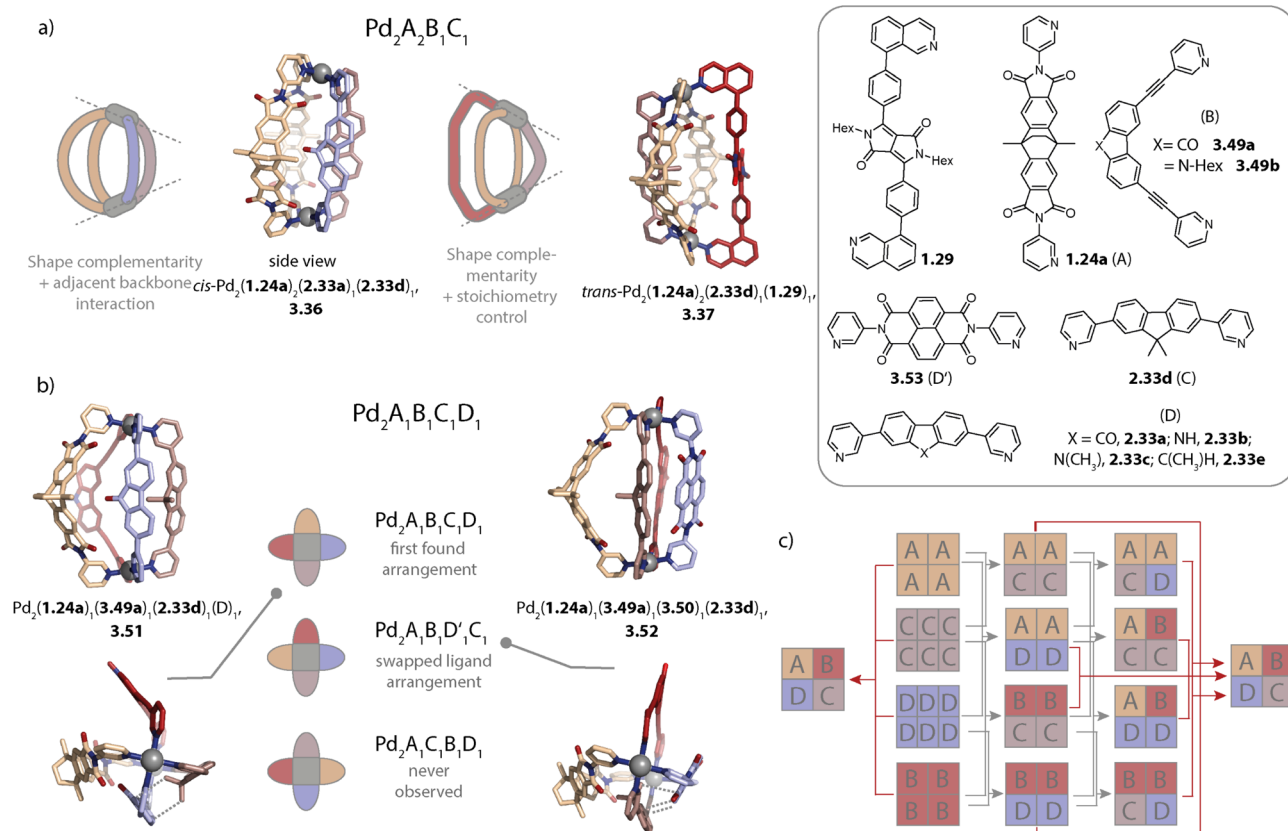 a)
Pd2A2B1C1
Shape complementarity
+ adjacent backbone
interaction
side view
cis-Pd2(1.24a)2(2.33a)1(2.33d)1,
3.36
Shape comple-
mentarity
+ stoichiometry
control
trans-Pd2(1.24a)2(2.33d)1(1.29)1,
3.37
N
Hex
N
O
O
N
Hex
N
1.29
N
O
N
O
O
N
O
N
1.24a (A)
N
X
N
(B)
X= CO 3.49a
= N-Hex 3.49b
N
O
O
N
N
O
O
N
3.53 (D')
N
N
2.33d (C)
N
X
N
(D)
X = CO, 2.33a; NH, 2.33b;
N(CH3), 2.33c; C(CH3)H, 2.33e
b)
Pd2A1B1C1D1
Pd2(1.24a)1(3.49a)1(2.33d)1(D)1,
3.51
Pd2A1B1C1D1
first found
arrangement
Pd2A1B1D'1C1
swapped ligand
arrangement
Pd2A1C1B1D1
never
observed
Pd2(1.24a)1(3.49a)1(3.50)1(2.33d)1,
3.52
c)
A B
D C
A A
A A
C C C
C C C
D D D
D D D
B B
B B
A A
C C
A A
D D
B B
C C
B B
D D
A A
C D
A B
C C
A B
D D
B B
C D
A B
D C